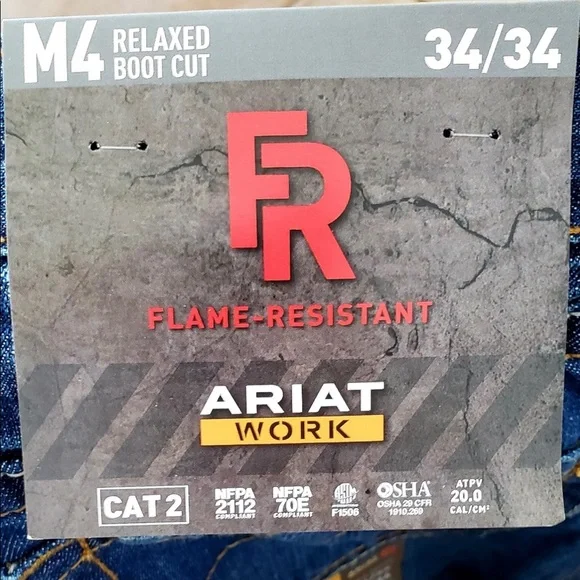 M4 RELAXED BOOT CUT 34/34
FR
FLAME-RESISTANT
ARIAT
WORK
CAT 2
NFPA 2112 COMPLIANT
NFPA 70E COMPLIANT
ASTM F1506
OSHA OSHA 29 CFR 1910.269
ATPV 20.0 CAL/CM²